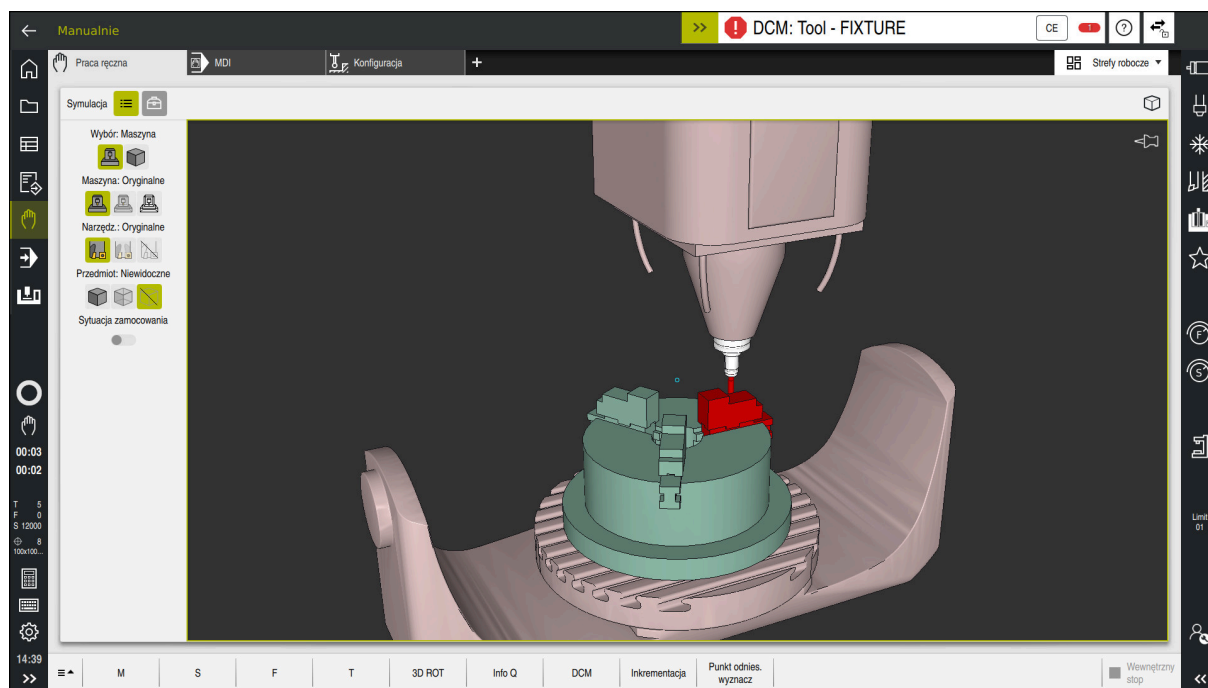 Manualnie
DCM: Tool - FIXTURE
CE
1
?
Praca ręczna
MDI
Konfiguracja
+
Strefy robocze
Symulacja
Wybór: Maszyna
Maszyna: Oryginalne
Narzędz.: Oryginalne
Przedmiot: Niewidoczne
Sytuacja zamocowania
00:03
00:02
T 5
F 0
S 12000
8
100x100...
14:39
F
S
Limit
01
M
S
F
T
3D ROT
Info Q
DCM
Inkrementacja
Punkt odnies.
wyznacz
Wewnętrzny
stop